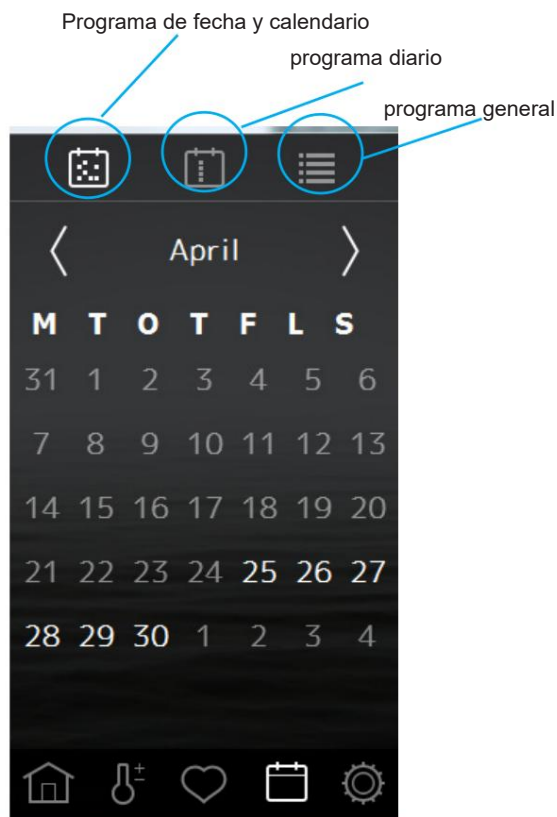 Programa de fecha y calendario
programa diario
programa general
April
M T O T F L S
31 1 2 3 4 5 6
7 8 9 10 11 12 13
14 15 16 17 18 19 20
21 22 23 24 25 26 27
28 29 30 1 2 3 4